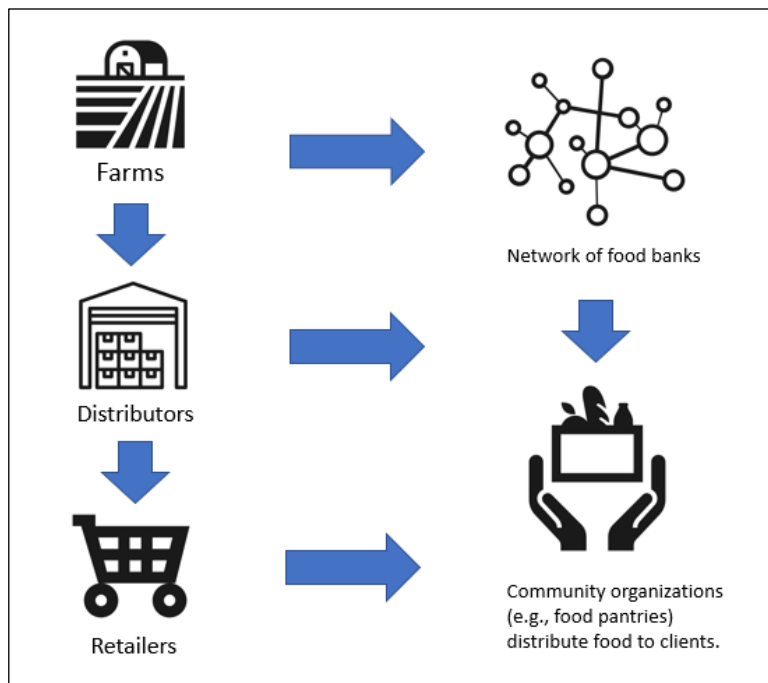 Farms
Network of food banks
Distributors
Community organizations
(e.g., food pantries)
distribute food to clients.
Retailers